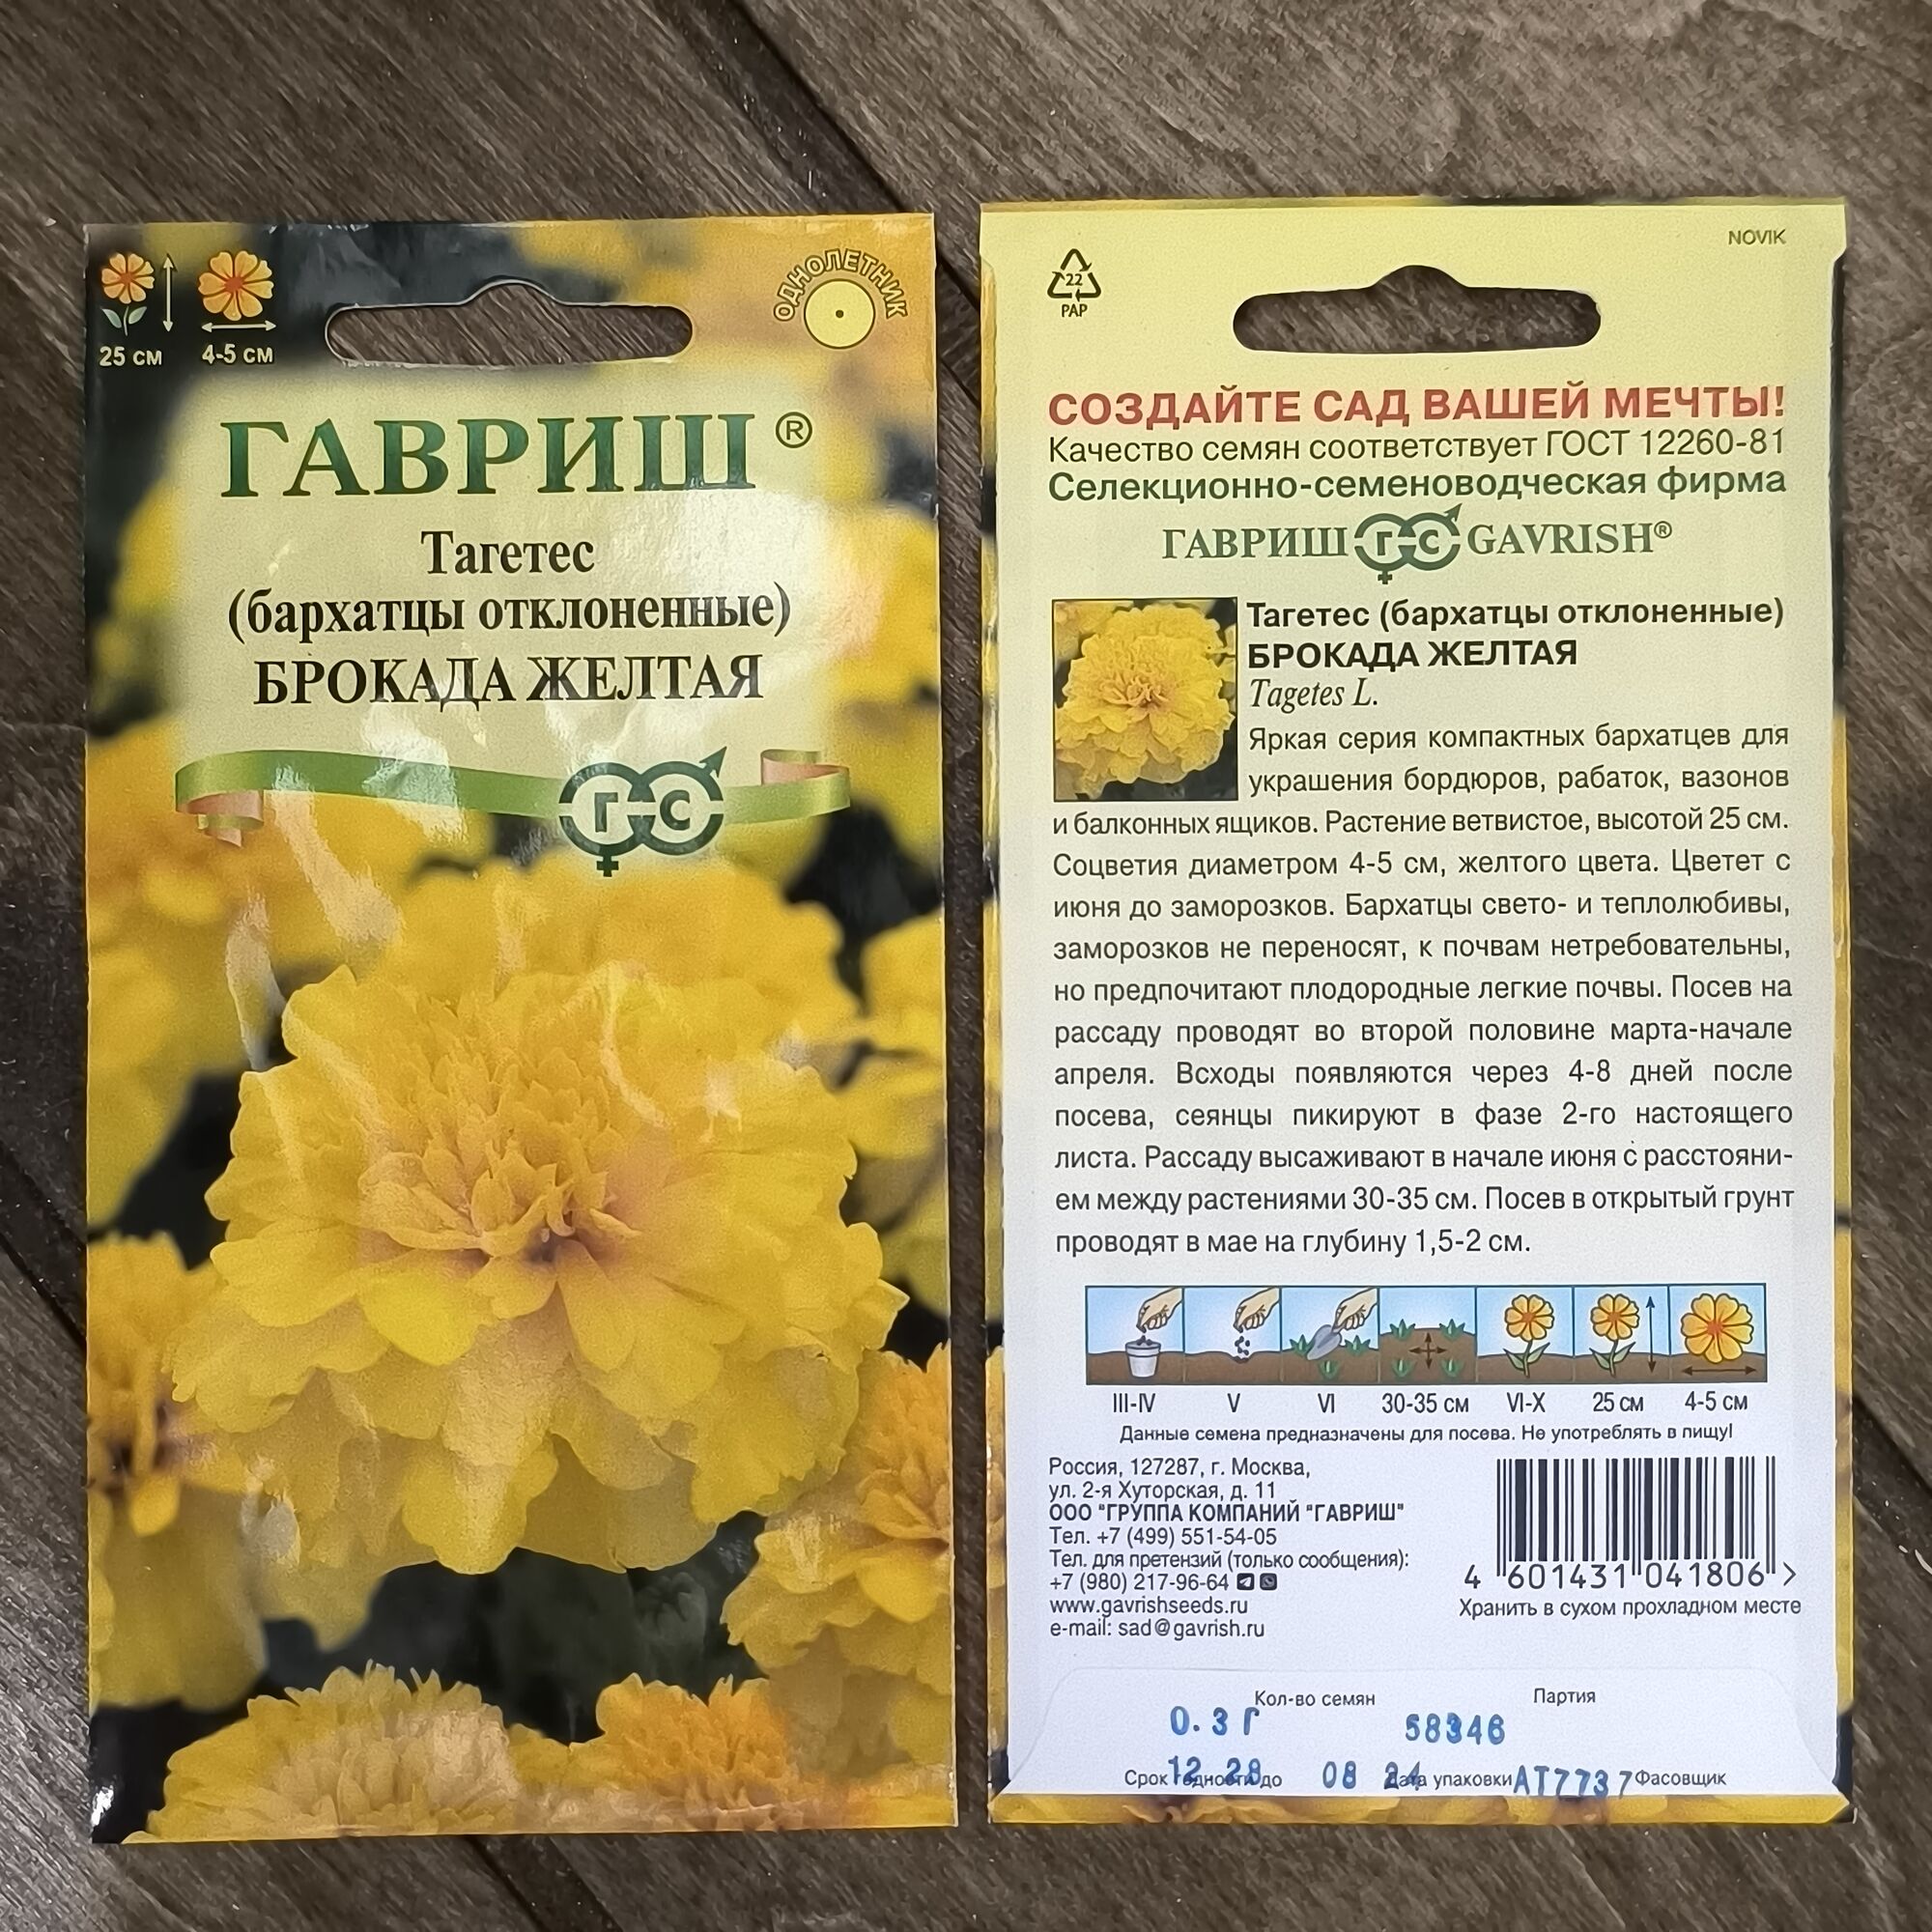 25 см
4-5 см
ОДНОЛЕТНИК
ГАВРИШ®
Тагетес
(бархатцы отклоненные)
БРОКАДА ЖЕЛТАЯ
Г С
NOVIK
22
PAP
СОЗДАЙТЕ САД ВАШЕЙ МЕЧТЫ!
Качество семян соответствует ГОСТ 12260-81
Селекционно-семеноводческая фирма
ГАВРИШ Г С GAVRISH®
Тагетес (бархатцы отклоненные)
БРОКАДА ЖЕЛТАЯ
Tagetes L.
Яркая серия компактных бархатцев для
украшения бордюров, рабаток, вазонов
и балконных ящиков. Растение ветвистое, высотой 25 см.
Соцветия диаметром 4-5 см, желтого цвета. Цветет с
июня до заморозков. Бархатцы свето- и теплолюбивы,
заморозков не переносят, к почвам нетребовательны,
но предпочитают плодородные легкие почвы. Посев на
рассаду проводят во второй половине марта-начале
апреля. Всходы появляются через 4-8 дней после
посева, сеянцы пикируют в фазе 2-го настоящего
листа. Рассаду высаживают в начале июня с расстояни-
ем между растениями 30-35 см. Посев в открытый грунт
проводят в мае на глубину 1,5-2 см.
III-IV V VI 30-35 см VI-X 25 см 4-5 см
Данные семена предназначены для посева. Не употреблять в пищу!
Россия, 127287, г. Москва,
ул. 2-я Хуторская, д. 11
ООО "ГРУППА КОМПАНИЙ "ГАВРИШ"
Тел. +7 (499) 551-54-05
Тел. для претензий (только сообщения):
+7 (980) 217-96-64
www.gavrishseeds.ru
e-mail: sad@gavrish.ru
4 601431 041806 >
Хранить в сухом прохладном месте
Кол-во семян Партия
0.3 Г 58346
12 28 08 24 АТ7737
Срок годности до Дата упаковки Фасовщик